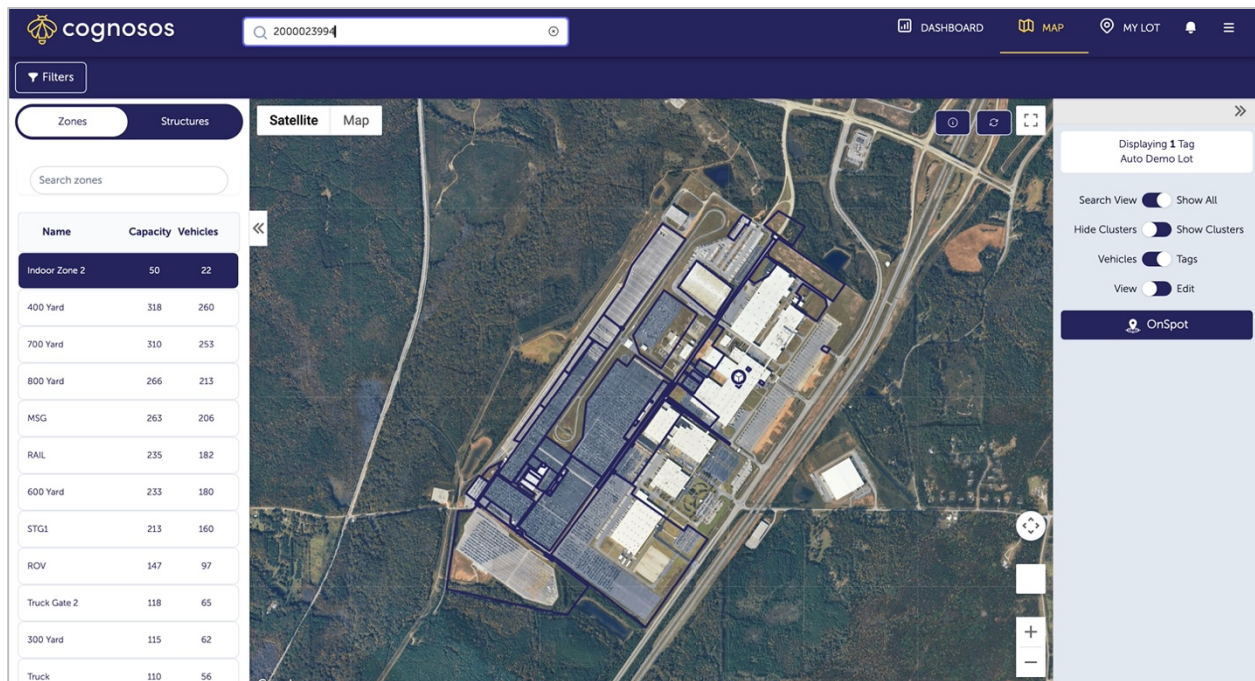 cognosos
2000023994
DASHBOARD
MAP
MY LOT
Filters
Zones
Structures
Search zones
Name Capacity Vehicles
Indoor Zone 2 50 22
400 Yard 318 260
700 Yard 310 253
800 Yard 266 213
MSG 263 206
RAIL 235 182
600 Yard 233 180
STG1 213 160
ROV 147 97
Truck Gate 2 118 65
300 Yard 115 62
Truck 110 56
Satellite Map
Displaying 1 Tag
Auto Demo Lot
Search View Show All
Hide Clusters Show Clusters
Vehicles Tags
View Edit
OnSpot